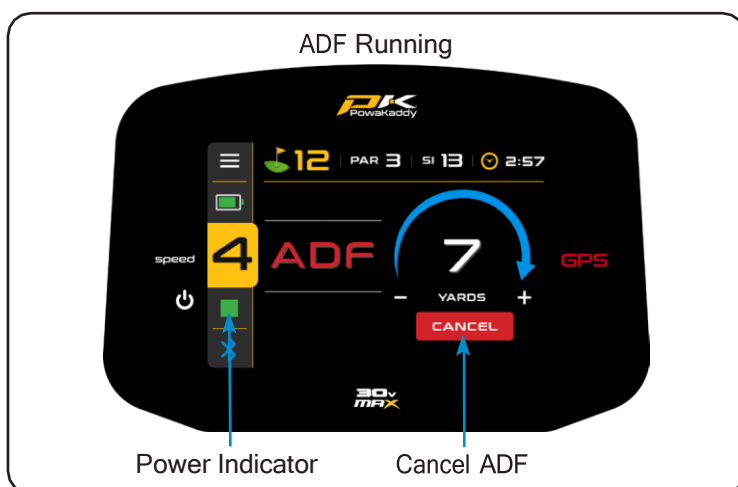 ADF Running
PK
PowaKaddy
12 PAR 3 SI 13 2:57
speed 4 ADF 7 GPS
- YARDS +
CANCEL
30v
MAX
Power Indicator Cancel ADF